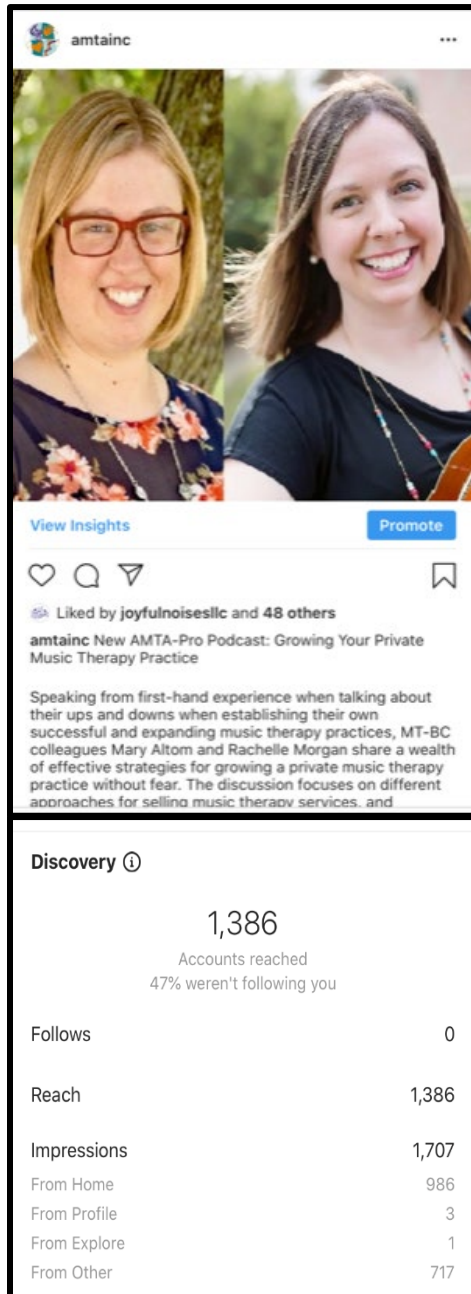 amtainc
View Insights
Promote
Liked by joyfulnoisesllc and 48 others
amtainc New AMTA-Pro Podcast: Growing Your Private
Music Therapy Practice
Speaking from first-hand experience when talking about
their ups and downs when establishing their own
successful and expanding music therapy practices, MT-BC
colleagues Mary Altom and Rachelle Morgan share a wealth
of effective strategies for growing a private music therapy
practice without fear. The discussion focuses on different
approaches for selling music therapy services, and
Discovery
1,386
Accounts reached
47% weren't following you
Follows 0
Reach 1,386
Impressions 1,707
From Home 986
From Profile 3
From Explore 1
From Other 717